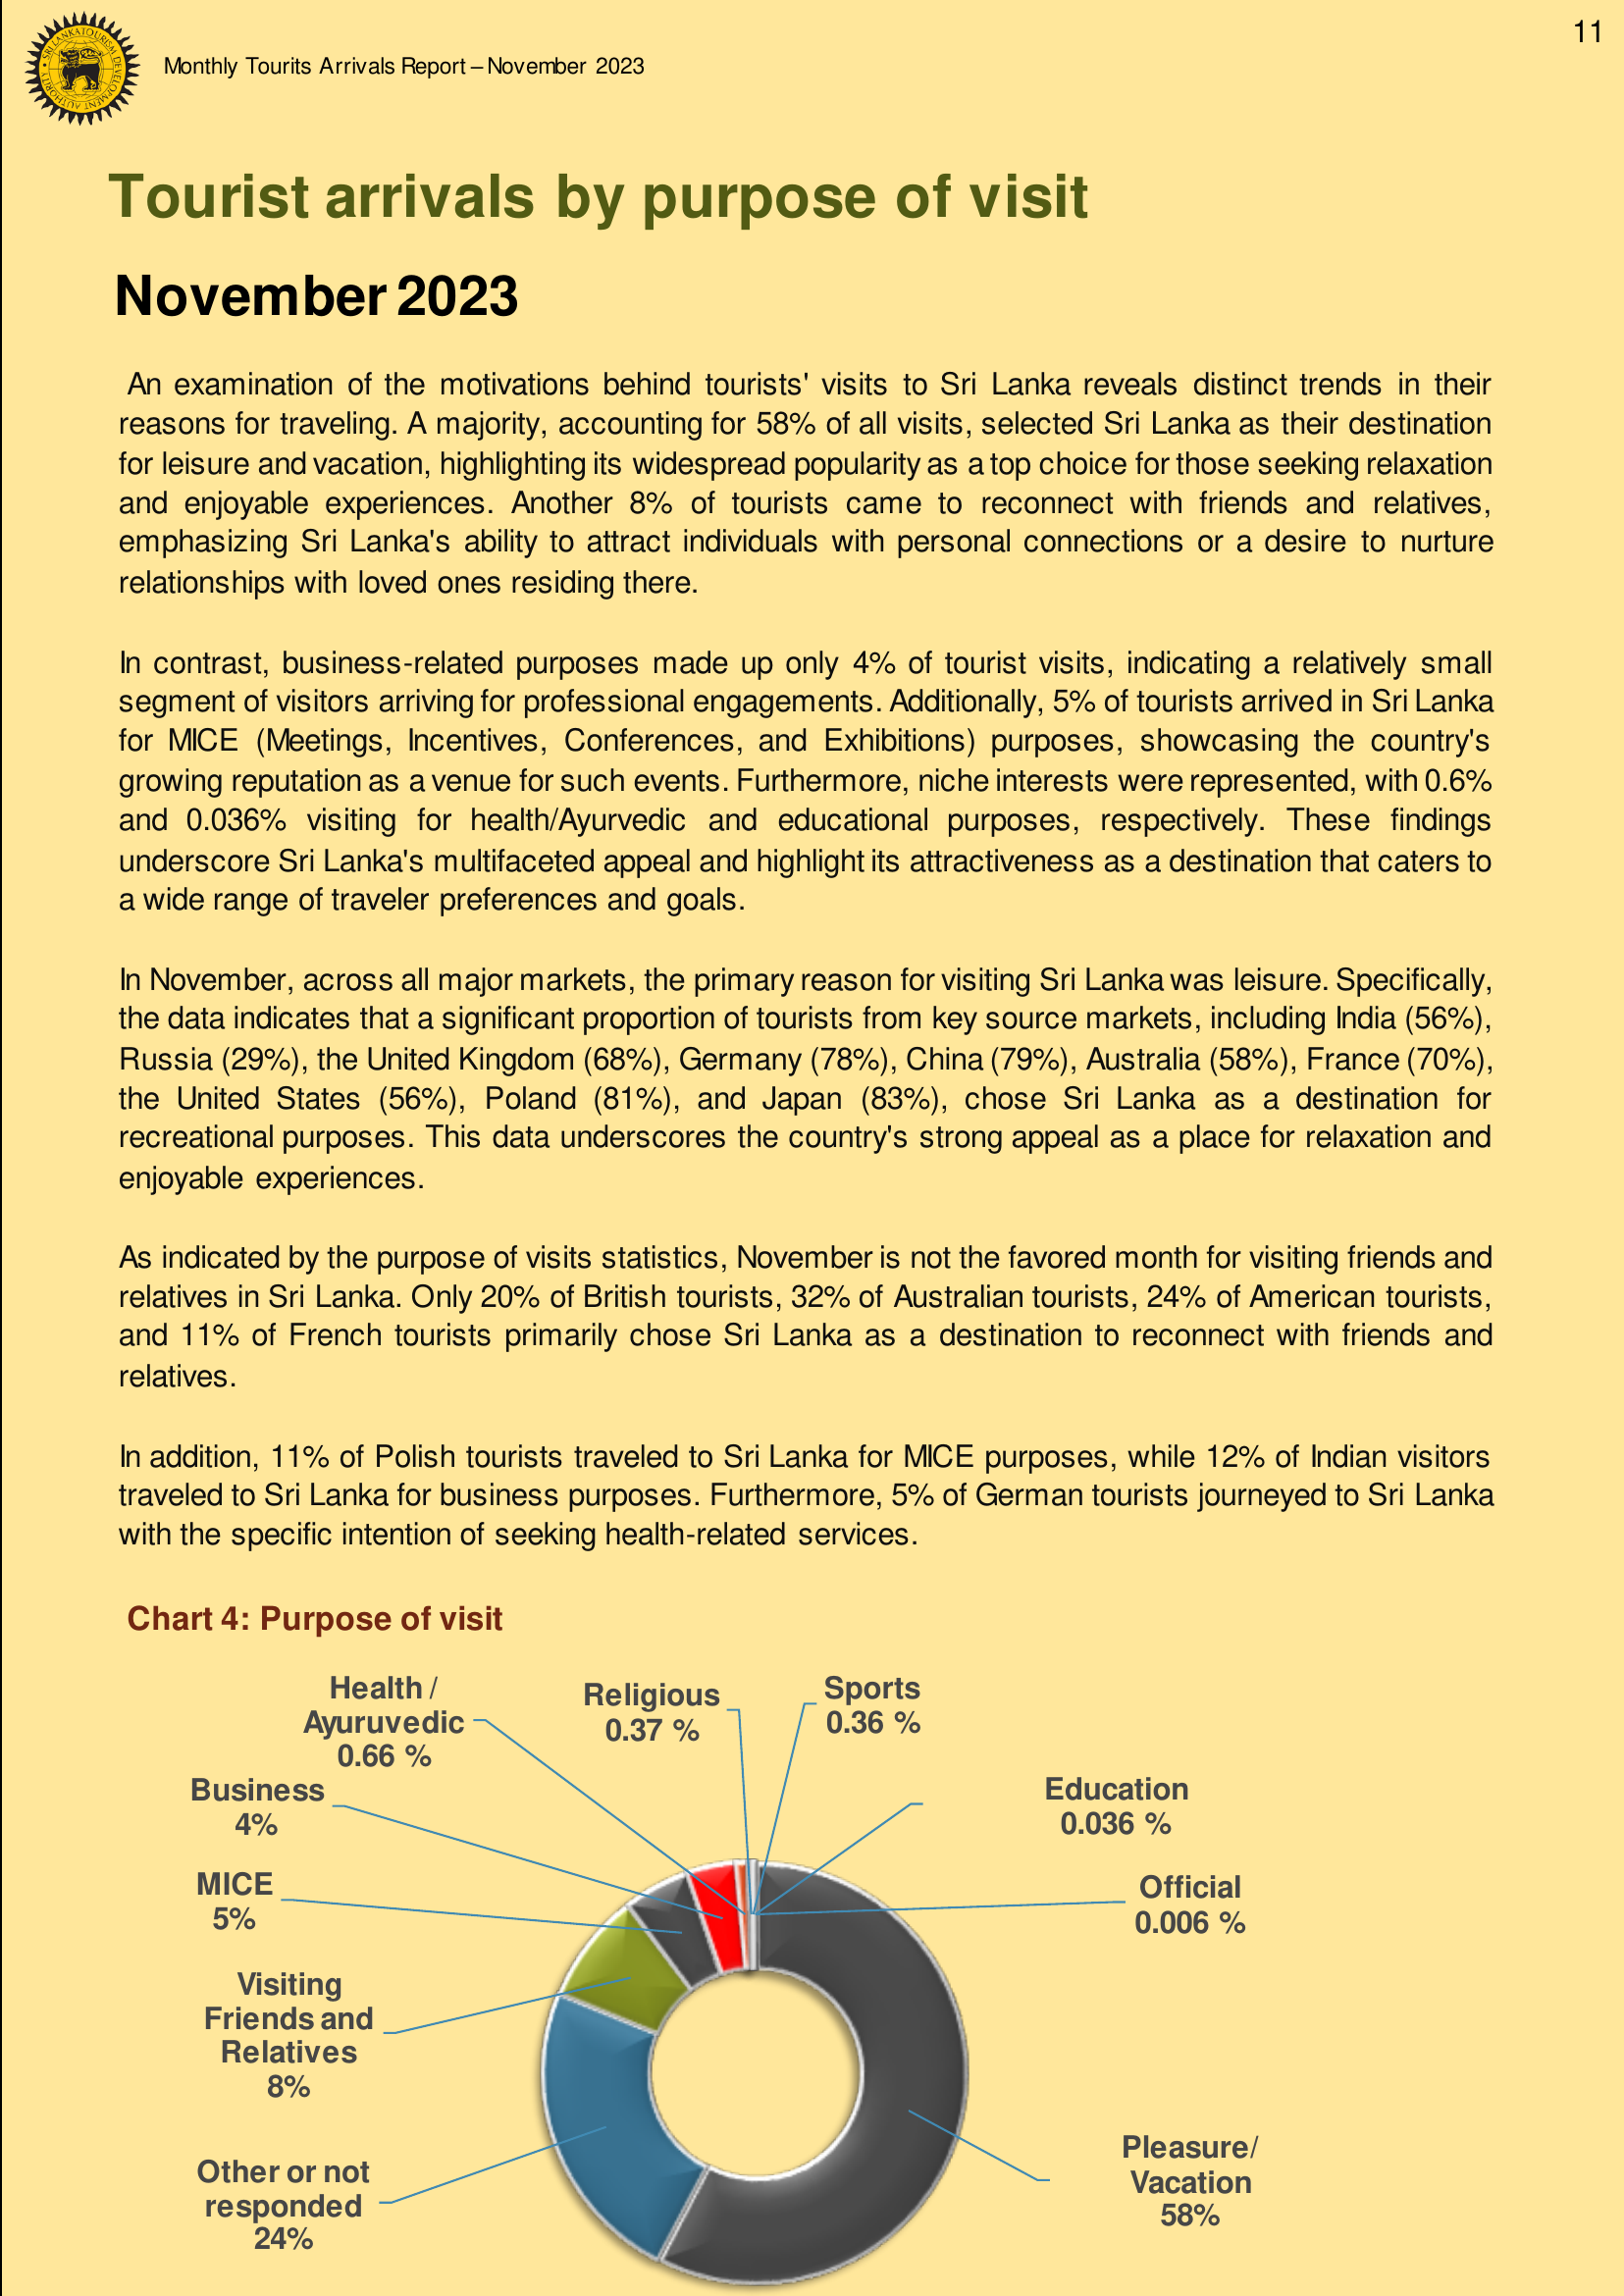 11
SRI LANKA TOURISM DEVELOPMENT AUTHORITY
Monthly Tourits Arrivals Report – November 2023
Tourist arrivals by purpose of visit
November 2023
An examination of the motivations behind tourists' visits to Sri Lanka reveals distinct trends in their
reasons for traveling. A majority, accounting for 58% of all visits, selected Sri Lanka as their destination
for leisure and vacation, highlighting its widespread popularity as a top choice for those seeking relaxation
and enjoyable experiences. Another 8% of tourists came to reconnect with friends and relatives,
emphasizing Sri Lanka's ability to attract individuals with personal connections or a desire to nurture
relationships with loved ones residing there.
In contrast, business-related purposes made up only 4% of tourist visits, indicating a relatively small
segment of visitors arriving for professional engagements. Additionally, 5% of tourists arrived in Sri Lanka
for MICE (Meetings, Incentives, Conferences, and Exhibitions) purposes, showcasing the country's
growing reputation as a venue for such events. Furthermore, niche interests were represented, with 0.6%
and 0.036% visiting for health/Ayurvedic and educational purposes, respectively. These findings
underscore Sri Lanka's multifaceted appeal and highlight its attractiveness as a destination that caters to
a wide range of traveler preferences and goals.
In November, across all major markets, the primary reason for visiting Sri Lanka was leisure. Specifically,
the data indicates that a significant proportion of tourists from key source markets, including India (56%),
Russia (29%), the United Kingdom (68%), Germany (78%), China (79%), Australia (58%), France (70%),
the United States (56%), Poland (81%), and Japan (83%), chose Sri Lanka as a destination for
recreational purposes. This data underscores the country's strong appeal as a place for relaxation and
enjoyable experiences.
As indicated by the purpose of visits statistics, November is not the favored month for visiting friends and
relatives in Sri Lanka. Only 20% of British tourists, 32% of Australian tourists, 24% of American tourists,
and 11% of French tourists primarily chose Sri Lanka as a destination to reconnect with friends and
relatives.
In addition, 11% of Polish tourists traveled to Sri Lanka for MICE purposes, while 12% of Indian visitors
traveled to Sri Lanka for business purposes. Furthermore, 5% of German tourists journeyed to Sri Lanka
with the specific intention of seeking health-related services.
Chart 4: Purpose of visit
Health /
Ayuruvedic
0.66 %
Religious
0.37 %
Sports
0.36 %
Business
4%
Education
0.036 %
MICE
5%
Official
0.006 %
Visiting
Friends and
Relatives
8%
Pleasure/
Vacation
58%
Other or not
responded
24%